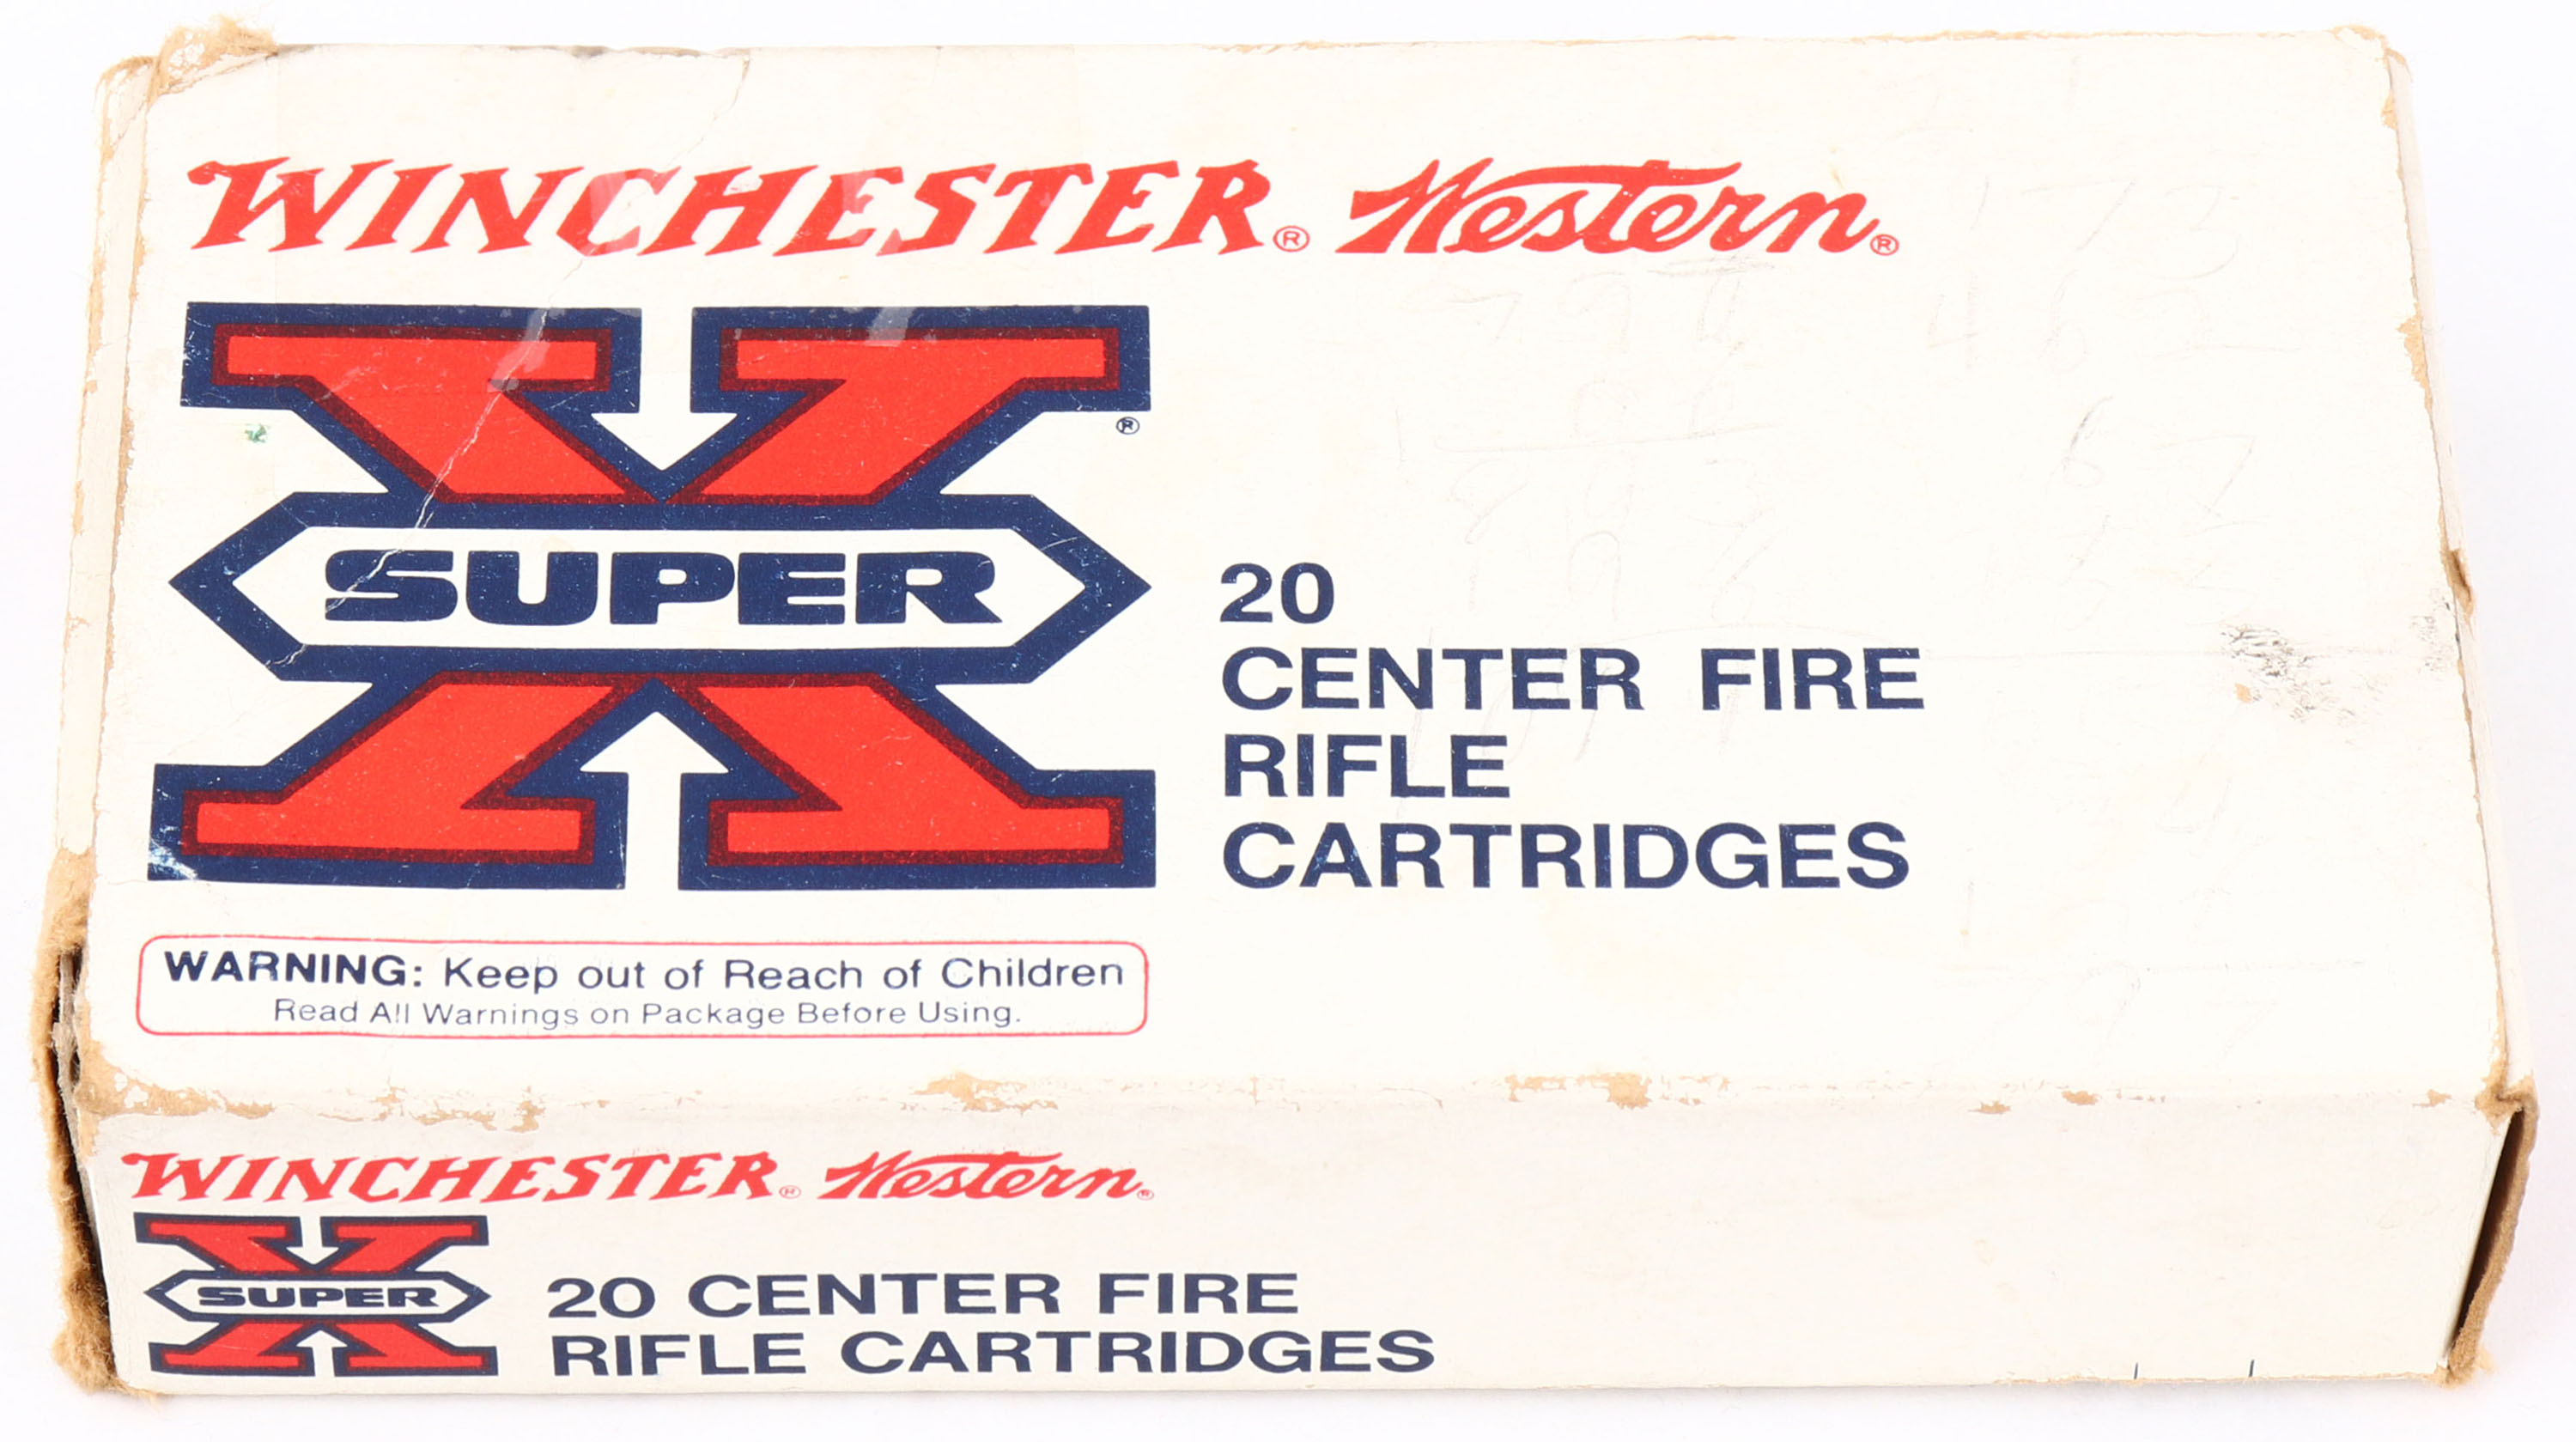 WINCHESTER® Western®
®
SUPER X
20
CENTER FIRE
RIFLE
CARTRIDGES
WARNING: Keep out of Reach of Children
Read All Warnings on Package Before Using.
WINCHESTER® Western®
SUPER X
20 CENTER FIRE
RIFLE CARTRIDGES